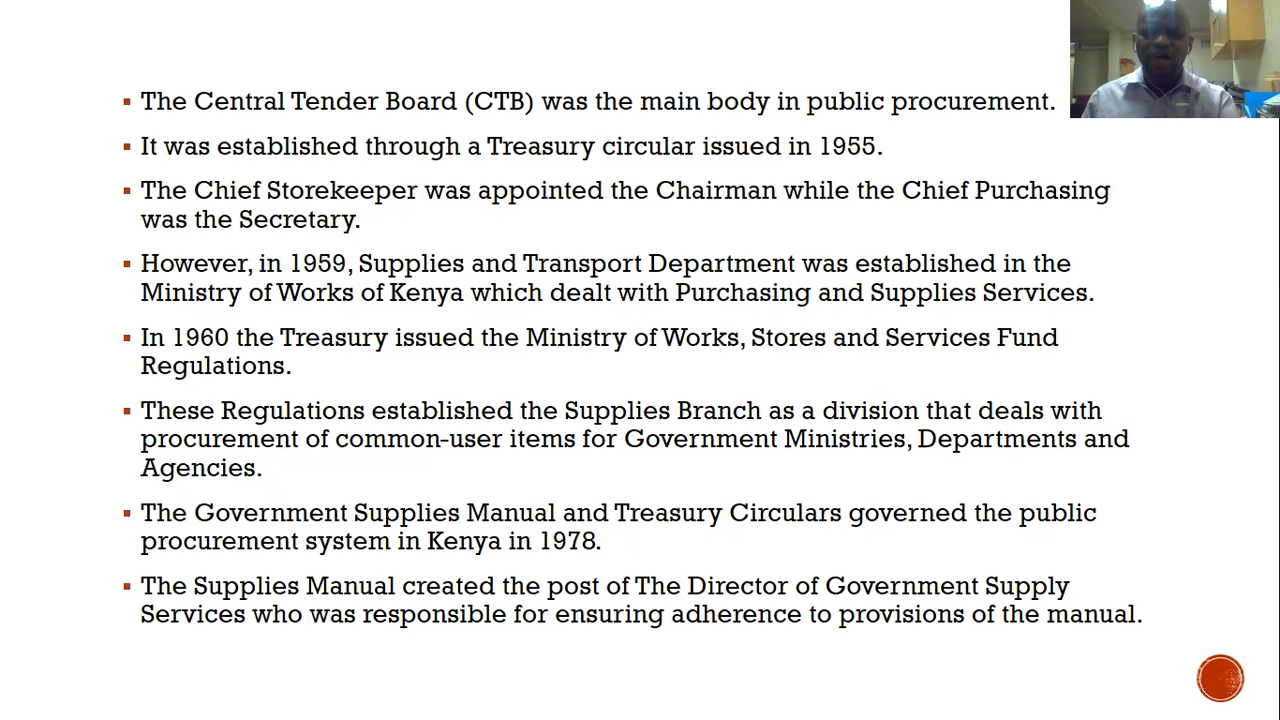 The Central Tender Board (CTB) was the main body in public procurement.
It was established through a Treasury circular issued in 1955.
The Chief Storekeeper was appointed the Chairman while the Chief Purchasing
was the Secretary.
However, in 1959, Supplies and Transport Department was established in the
Ministry of Works of Kenya which dealt with Purchasing and Supplies Services.
In 1960 the Treasury issued the Ministry of Works, Stores and Services Fund
Regulations.
These Regulations established the Supplies Branch as a division that deals with
procurement of common-user items for Government Ministries, Departments and
Agencies.
The Government Supplies Manual and Treasury Circulars governed the public
procurement system in Kenya in 1978.
The Supplies Manual created the post of The Director of Government Supply
Services who was responsible for ensuring adherence to provisions of the manual.